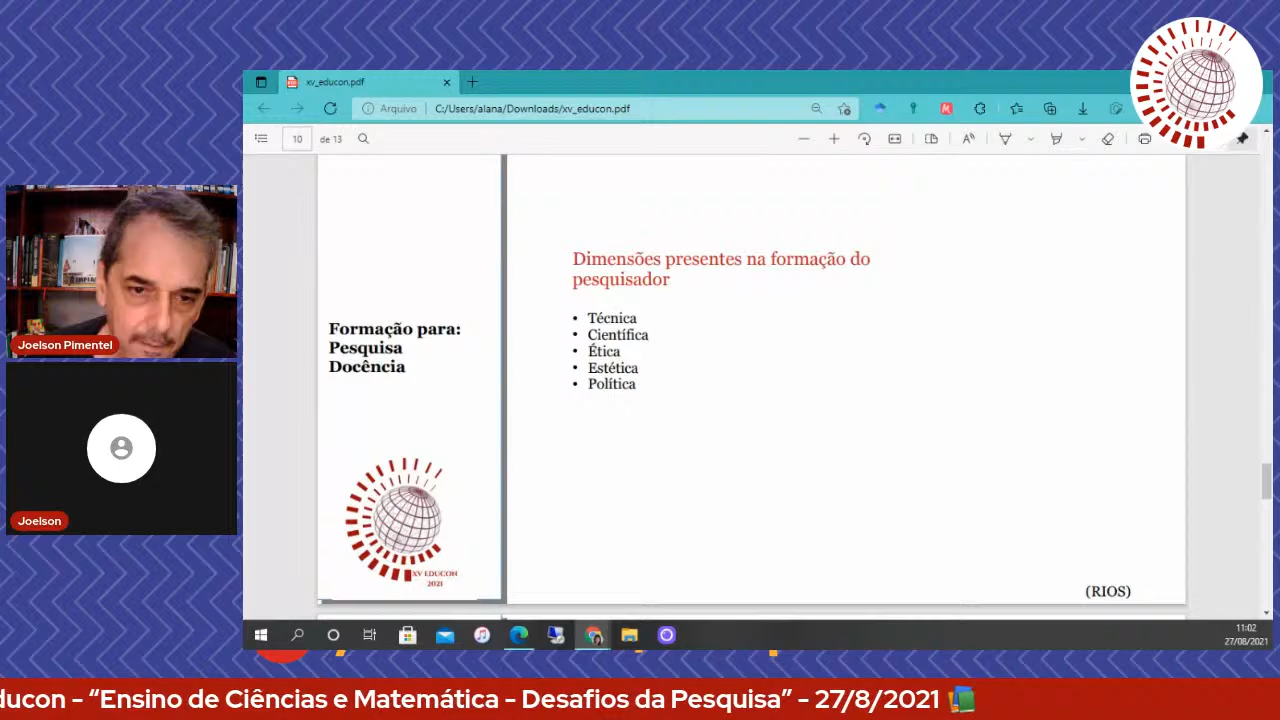 xv_educon.pdf
Arquivo
C:/Users/alana/Downloads/xv_educon.pdf
10
de 13
Formação para:
Pesquisa
Docência
XV EDUCON
2021
Dimensões presentes na formação do
pesquisador
• Técnica
• Científica
• Ética
• Estética
• Política
(RIOS)
Joelson Pimentel
Joelson
11:02
27/08/2021
ducon - “Ensino de Ciências e Matemática - Desafios da Pesquisa” - 27/8/2021